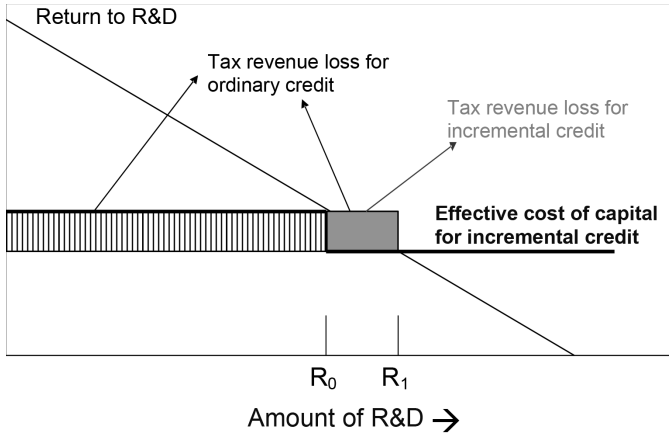 Return to R&D
Tax revenue loss for
ordinary credit
Tax revenue loss for
incremental credit
Effective cost of capital
for incremental credit
R₀ R₁
Amount of R&D →